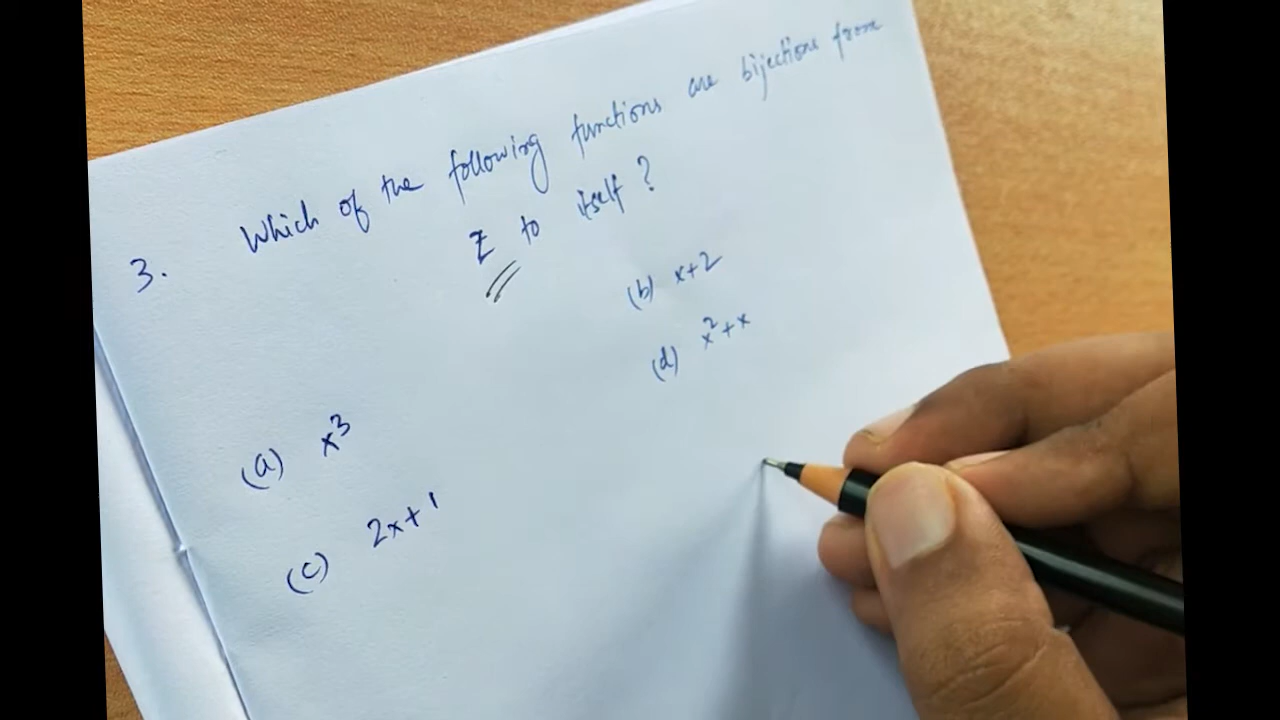 3. Which of the following functions are bijections from
Z to itself?
(a) x³ (b) x+2
(c) 2x+1 (d) x²+x